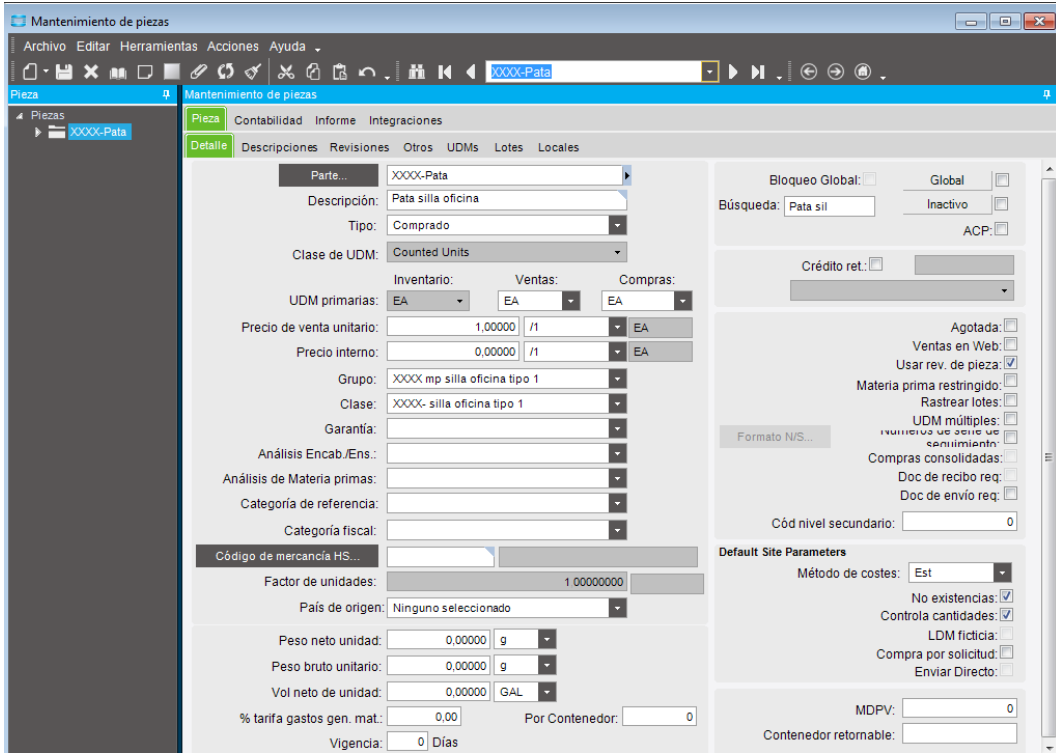 Mantenimiento de piezas
Archivo Editar Herramientas Acciones Ayuda
XXXX-Pata
Pieza
Mantenimiento de piezas
Piezas
XXXX-Pata
Pieza Contabilidad Informe Integraciones
Detalle Descripciones Revisiones Otros UDMs Lotes Locales
Parte... XXXX-Pata
Descripción: Pata silla oficina
Tipo: Comprado
Clase de UDM: Counted Units
Inventario: Ventas: Compras:
UDM primarias: EA EA EA
Precio de venta unitario: 1,00000 /1 EA
Precio interno: 0,00000 /1 EA
Grupo: XXXX mp silla oficina tipo 1
Clase: XXXX- silla oficina tipo 1
Garantía:
Análisis Encab./Ens.:
Análisis de Materia primas:
Categoría de referencia:
Categoría fiscal:
Código de mercancía HS...
Factor de unidades: 1.00000000
País de origen: Ninguno seleccionado
Peso neto unidad: 0,00000 g
Peso bruto unitario: 0,00000 g
Vol neto de unidad: 0,00000 GAL
% tarifa gastos gen. mat.: 0,00 Por Contenedor: 0
Vigencia: 0 Días
Bloqueo Global: Global
Búsqueda: Pata sil Inactivo
ACP:
Crédito ret.:
Agotada:
Ventas en Web:
Usar rev. de pieza:
Materia prima restringido:
Rastrear lotes:
UDM múltiples:
Formato N/S... Números de serie de
seguimiento:
Compras consolidadas:
Doc de recibo req:
Doc de envío req:
Cód nivel secundario: 0
Default Site Parameters
Método de costes: Est
No existencias:
Controla cantidades:
LDM ficticia:
Compra por solicitud:
Enviar Directo:
MDPV: 0
Contenedor retornable: